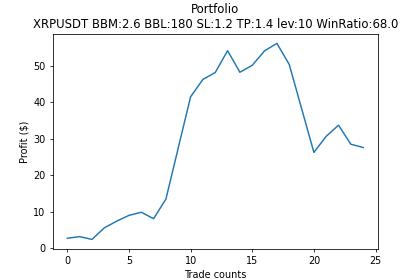 Portfolio
XRPUSDT BBM:2.6 BBL:180 SL:1.2 TP:1.4 lev:10 WinRatio:68.0
Profit ($)
50
40
30
20
10
0
0 5 10 15 20 25
Trade counts